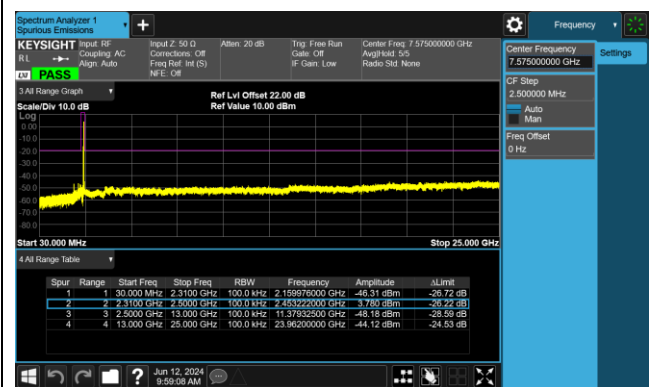 Spectrum Analyzer 1
Spurious Emissions
Frequency
KEYSIGHT Input: RF Input Z: 50 Ω Atten: 20 dB Trig: Free Run Center Freq: 7.575000000 GHz
RL Coupling: AC Corrections: Off Gate: Off Avg|Hold: 5/5
Align: Auto Freq Ref: Int (S) IF Gain: Low Radio Std: None
LXI PASS NFE: Off
Center Frequency
7.575000000 GHz
Settings
CF Step
2.500000 MHz
Auto
Man
Freq Offset
0 Hz
3 All Range Graph
Ref Lvl Offset 22.00 dB
Scale/Div 10.0 dB Ref Value 10.00 dBm
Log
0.00
-10.0
-20.0
-30.0
-40.0
-50.0
-60.0
-70.0
-80.0
Start 30.000 MHz Stop 25.000 GHz
4 All Range Table
Spur Range Start Freq Stop Freq RBW Frequency Amplitude ΔLimit
1 1 30.000 MHz 2.3100 GHz 100.0 kHz 2.159976000 GHz -46.31 dBm -26.72 dB
2 2 2.3100 GHz 2.5000 GHz 100.0 kHz 2.453222000 GHz 3.780 dBm -26.22 dB
3 3 2.5000 GHz 13.000 GHz 100.0 kHz 11.37932500 GHz -48.18 dBm -28.59 dB
4 4 13.000 GHz 25.000 GHz 100.0 kHz 23.96200000 GHz -44.12 dBm -24.53 dB
Jun 12, 2024
9:59:08 AM